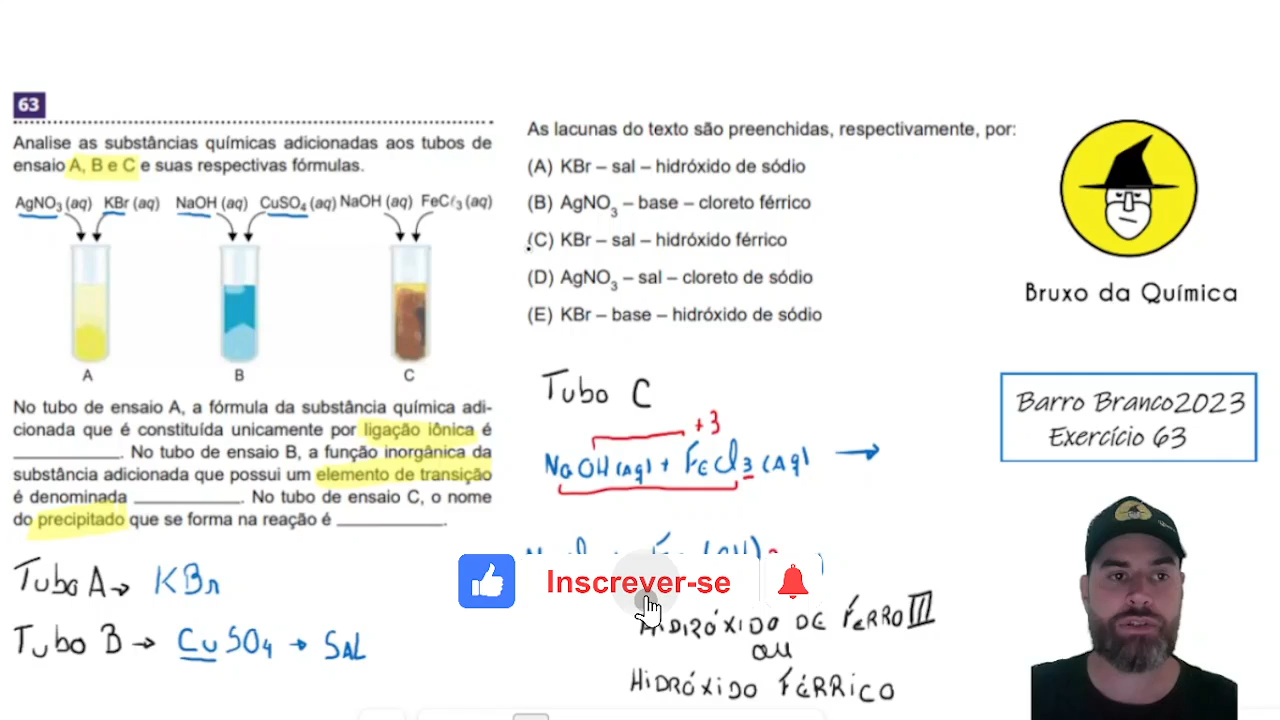 63
Analise as substâncias químicas adicionadas aos tubos de
ensaio A, B e C e suas respectivas fórmulas.
AgNO₃ (aq) KBr (aq) NaOH (aq) CuSO₄ (aq) NaOH (aq) FeCℓ₃ (aq)
A B C
No tubo de ensaio A, a fórmula da substância química adi-
cionada que é constituída unicamente por ligação iônica é
____________. No tubo de ensaio B, a função inorgânica da
substância adicionada que possui um elemento de transição
é denominada ____________. No tubo de ensaio C, o nome
do precipitado que se forma na reação é ____________.
Tubo A → KBr
Tubo B → CuSO₄ → SAL
As lacunas do texto são preenchidas, respectivamente, por:
(A) KBr – sal – hidróxido de sódio
(B) AgNO₃ – base – cloreto férrico
(C) KBr – sal – hidróxido férrico
(D) AgNO₃ – sal – cloreto de sódio
(E) KBr – base – hidróxido de sódio
Tubo C
+3
NaOH (Aq) + FeCl₃ (Aq) →
Inscrever-se
HIDRÓXIDO DE FERRO III
OU
HIDRÓXIDO FÉRRICO
Bruxo da Química
Barro Branco2023
Exercício 63